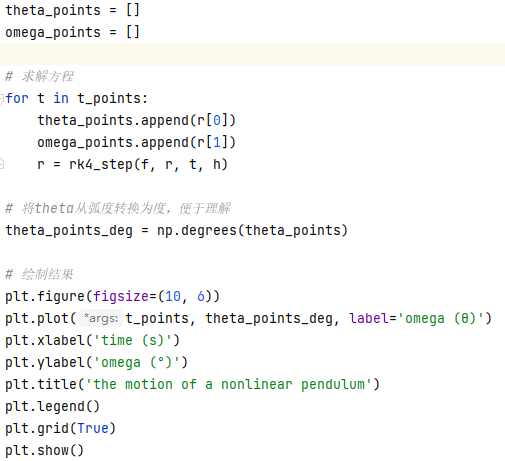 theta_points = []
omega_points = []
# 求解方程
for t in t_points:
    theta_points.append(r[0])
    omega_points.append(r[1])
    r = rk4_step(f, r, t, h)
# 将theta从弧度转换为度，便于理解
theta_points_deg = np.degrees(theta_points)
# 绘制结果
plt.figure(figsize=(10, 6))
plt.plot( *args: t_points, theta_points_deg, label='omega (θ)')
plt.xlabel('time (s)')
plt.ylabel('omega (°)')
plt.title('the motion of a nonlinear pendulum')
plt.legend()
plt.grid(True)
plt.show()